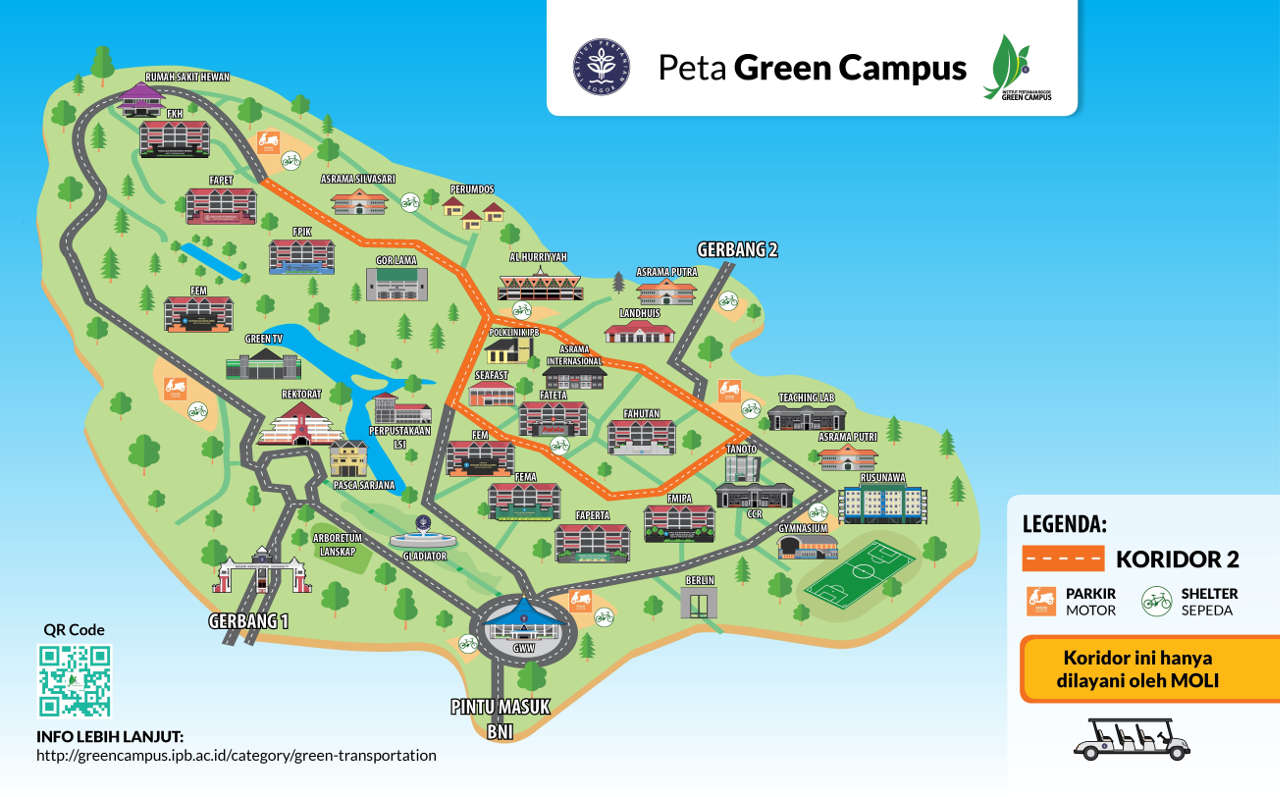 Peta Green Campus
INSTITUT PERTANIAN
BOGOR
INSTITUT PERTANIAN BOGOR
GREEN CAMPUS
RUMAH SAKIT HEWAN
FKH
FAPET
ASRAMA SILVASARI
PERUMDOS
FPIK
GOR LAMA
AL HURRIYYAH
GERBANG 2
ASRAMA PUTRA
LANDHUIS
FEM
GREEN TV
POLKLINIK IPB
ASRAMA
INTERNASIONAL
SEAFAST
FATETA
FAHUTAN
REKTORAT
PERPUSTAKAAN
LSI
PASCA SARJANA
FEM
FEMA
FAPERTA
FMIPA
TANOTO
CCR
TEACHING LAB
ASRAMA PUTRI
RUSUNAWA
GYMNASIUM
BERLIN
ARBORETUM
LANSKAP
GLADIATOR
GERBANG 1
GWW
PINTU MASUK
BNI
QR Code
INFO LEBIH LANJUT:
http://greencampus.ipb.ac.id/category/green-transportation
LEGENDA:
KORIDOR 2
PARKIR
MOTOR
SHELTER
SEPEDA
Koridor ini hanya
dilayani oleh MOLI